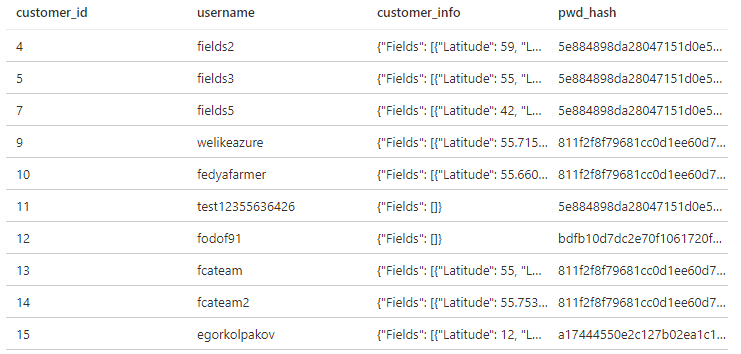 customer_id username customer_info pwd_hash
4 fields2 {"Fields": [{"Latitude": 59, "L... 5e884898da28047151d0e5...
5 fields3 {"Fields": [{"Latitude": 55, "L... 5e884898da28047151d0e5...
7 fields5 {"Fields": [{"Latitude": 42, "L... 5e884898da28047151d0e5...
9 welikeazure {"Fields": [{"Latitude": 55.715... 811f2f8f79681cc0d1ee60d7...
10 fedyafarmer {"Fields": [{"Latitude": 55.660... 811f2f8f79681cc0d1ee60d7...
11 test12355636426 {"Fields": []} 5e884898da28047151d0e5...
12 fodof91 {"Fields": []} bdfb10d7dc2e70f1061720f...
13 fcateam {"Fields": [{"Latitude": 55, "L... 811f2f8f79681cc0d1ee60d7...
14 fcateam2 {"Fields": [{"Latitude": 55.753... 811f2f8f79681cc0d1ee60d7...
15 egorkolpakov {"Fields": [{"Latitude": 12, "L... a17444550e2c127b02ea1c1...